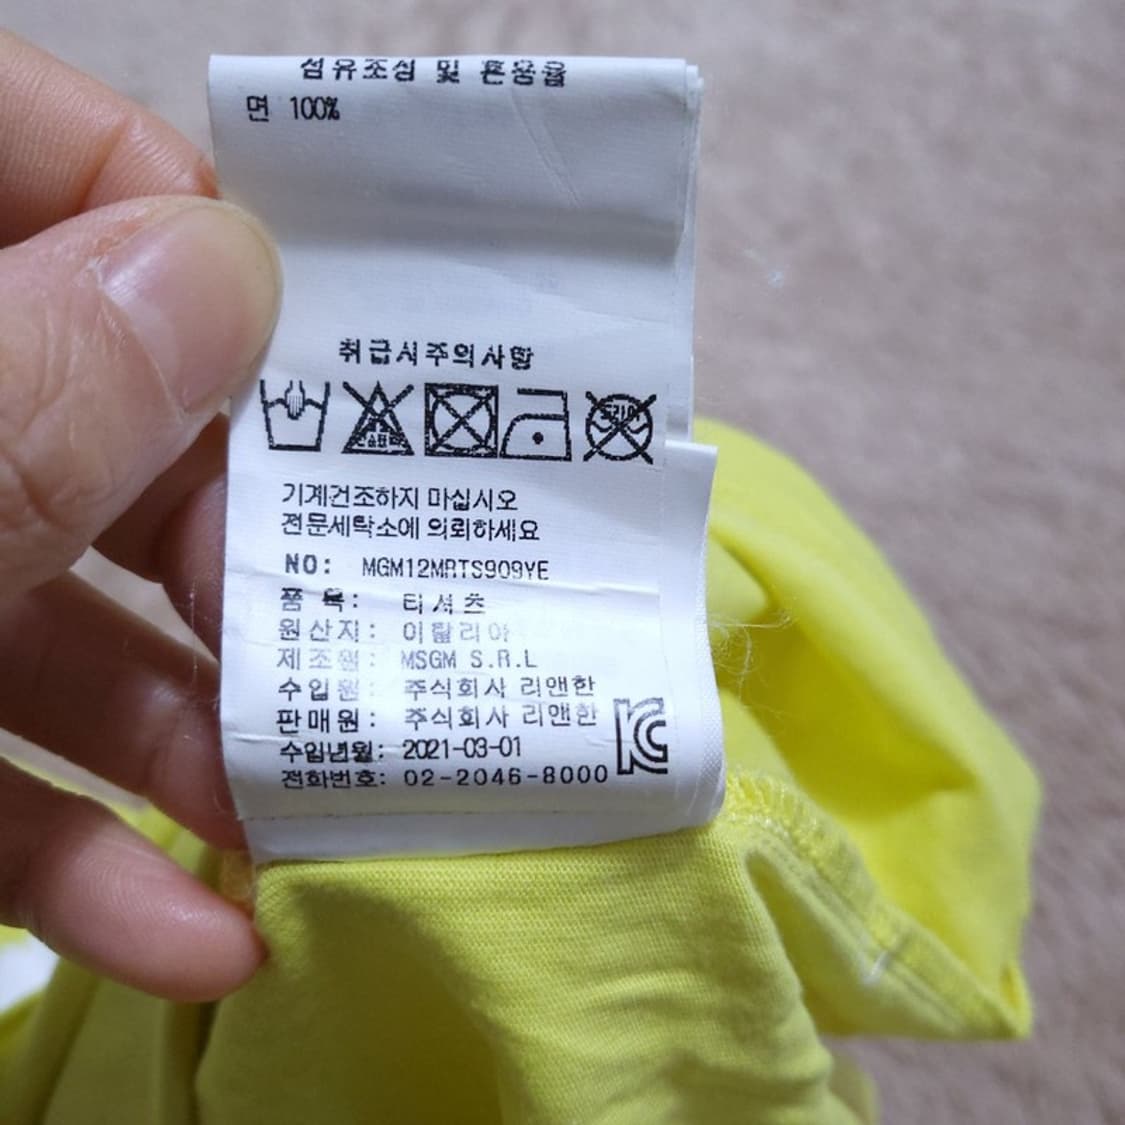 섬유조성 및 혼용율
면 100%
취급시주의사항
드라이
기계건조하지 마십시오
전문세탁소에 의뢰하세요
NO: MGM12MRTS909YE
품 목: 티셔츠
원산지: 이탈리아
제조원: MSGM S.R.L
수입원: 주식회사 리앤한
판매원: 주식회사 리앤한
수입년월: 2021-03-01
전화번호: 02-2046-8000